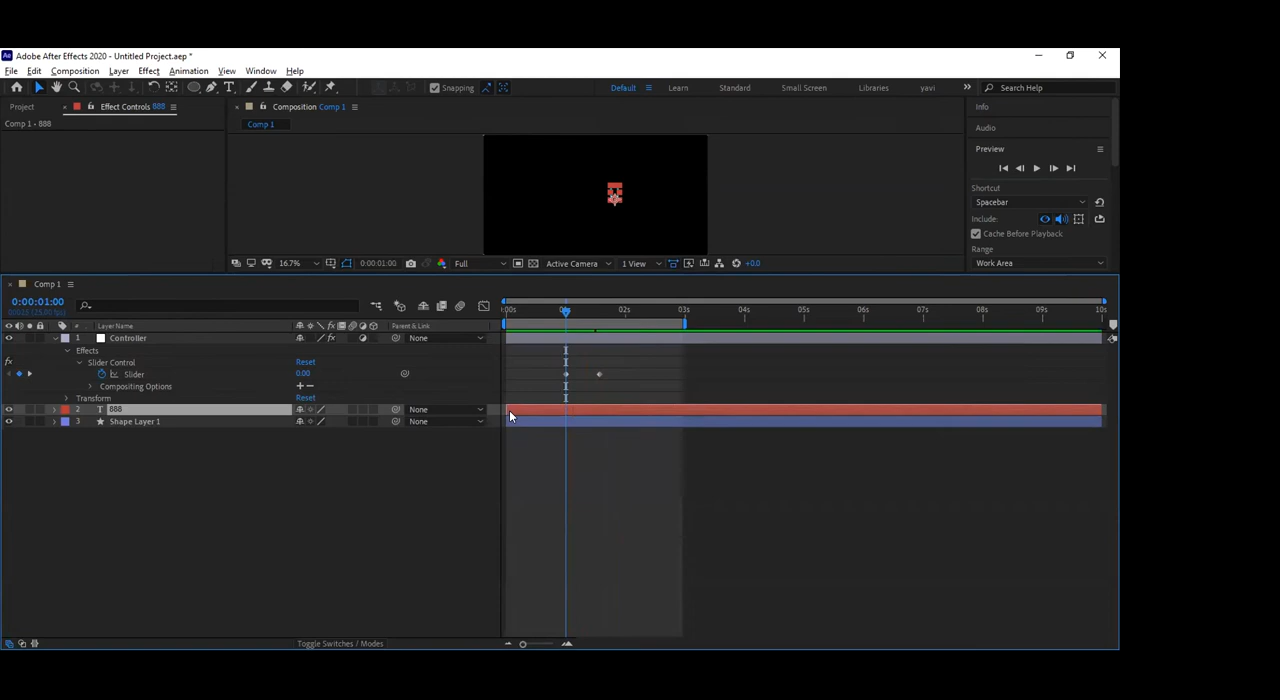 Ae Adobe After Effects 2020 - Untitled Project.aep *
File Edit Composition Layer Effect Animation View Window Help
T Snapping Default Learn Standard Small Screen Libraries yavi » Search Help
Project × Effect Controls 888
Comp 1 • 888
× Composition Comp 1
Comp 1
16.7% 0:00:01:00 Full Active Camera 1 View +0.0
Info
Audio
Preview
Shortcut
Spacebar
Include:
Cache Before Playback
Range
Work Area
× Comp 1
0:00:01:00
:00s 02s 03s 04s 05s 06s 07s 08s 09s 10s
# Layer Name fx Parent & Link
1 Controller fx None
Effects
fx Slider Control Reset
Slider 0.00
Compositing Options + −
Transform Reset
2 T 888 None
3 Shape Layer 1 None
Toggle Switches / Modes